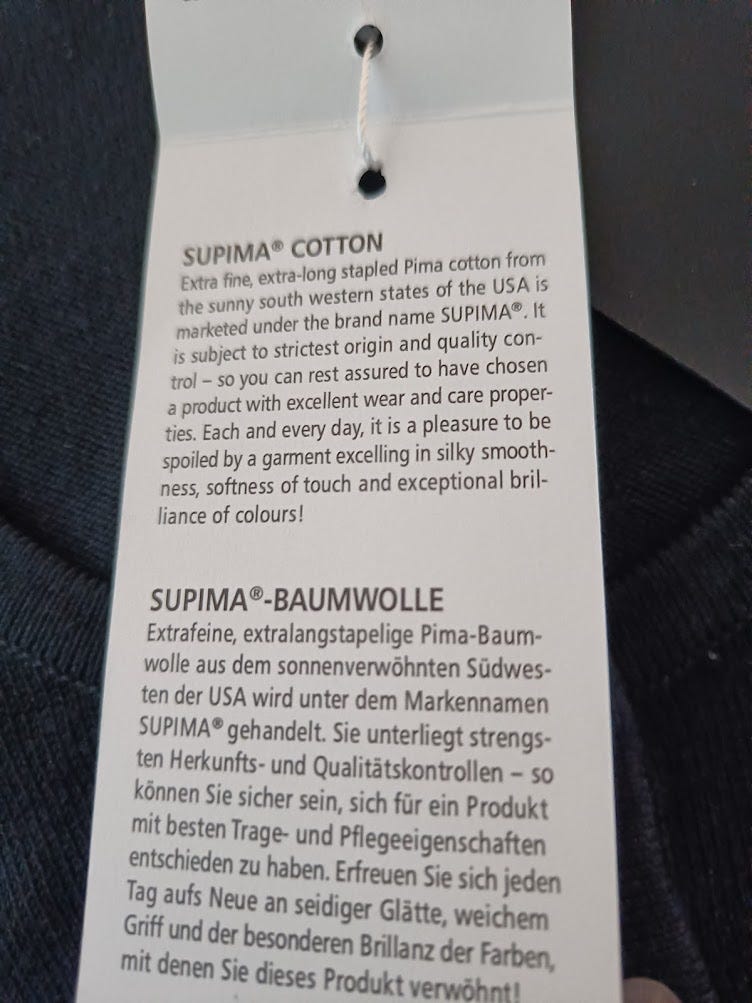 SUPIMA® COTTON
Extra fine, extra-long stapled Pima cotton from
the sunny south western states of the USA is
marketed under the brand name SUPIMA®. It
is subject to strictest origin and quality con-
trol – so you can rest assured to have chosen
a product with excellent wear and care proper-
ties. Each and every day, it is a pleasure to be
spoiled by a garment excelling in silky smooth-
ness, softness of touch and exceptional bril-
liance of colours!
SUPIMA®-BAUMWOLLE
Extrafeine, extralangstapelige Pima-Baum-
wolle aus dem sonnenverwöhnten Südwes-
ten der USA wird unter dem Markennamen
SUPIMA® gehandelt. Sie unterliegt strengs-
ten Herkunfts- und Qualitätskontrollen – so
können Sie sicher sein, sich für ein Produkt
mit besten Trage- und Pflegeeigenschaften
entschieden zu haben. Erfreuen Sie sich jeden
Tag aufs Neue an seidiger Glätte, weichem
Griff und der besonderen Brillanz der Farben,
mit denen Sie dieses Produkt verwöhnt!